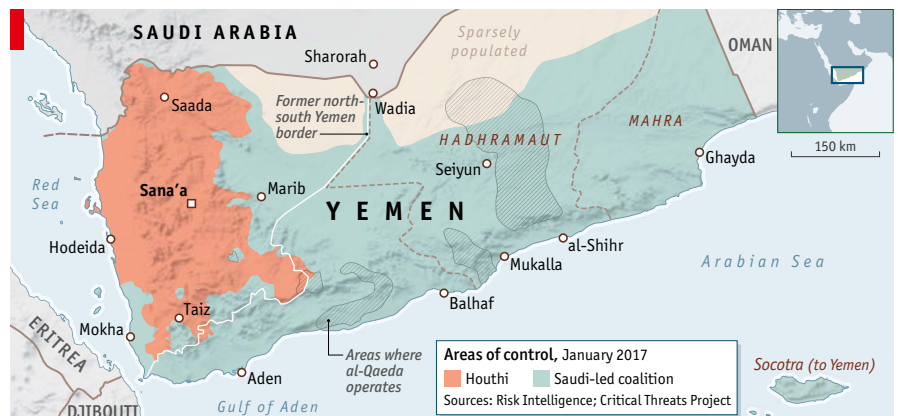 SAUDI ARABIA
Sharorah
Sparsely
populated
OMAN
Saada
Former north-
south Yemen
border
Wadia
HADHRAMAUT
MAHRA
150 km
Red
Sea
Sana’a
Marib
Seiyun
Ghayda
YEMEN
Hodeida
al-Shihr
Mukalla
Arabian Sea
Taiz
Balhaf
Mokha
ERITREA
Areas where
al-Qaeda
operates
Aden
Gulf of Aden
DJIBOUTI
Areas of control, January 2017
Houthi Saudi-led coalition
Sources: Risk Intelligence; Critical Threats Project
Socotra (to Yemen)